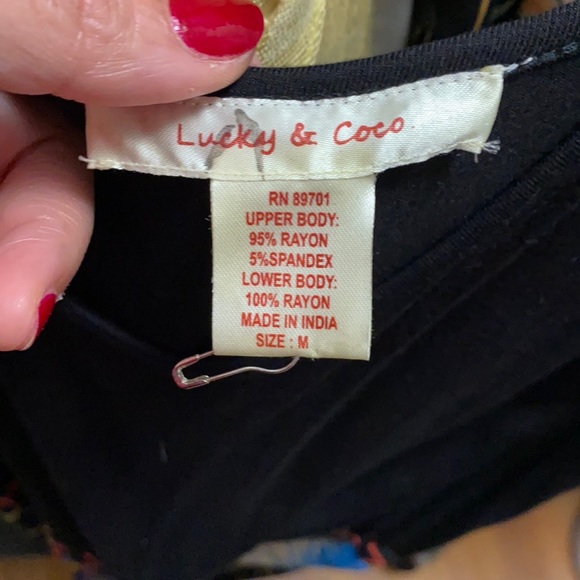 Lucky & Coco
RN 89701
UPPER BODY:
95% RAYON
5%SPANDEX
LOWER BODY:
100% RAYON
MADE IN INDIA
SIZE : M